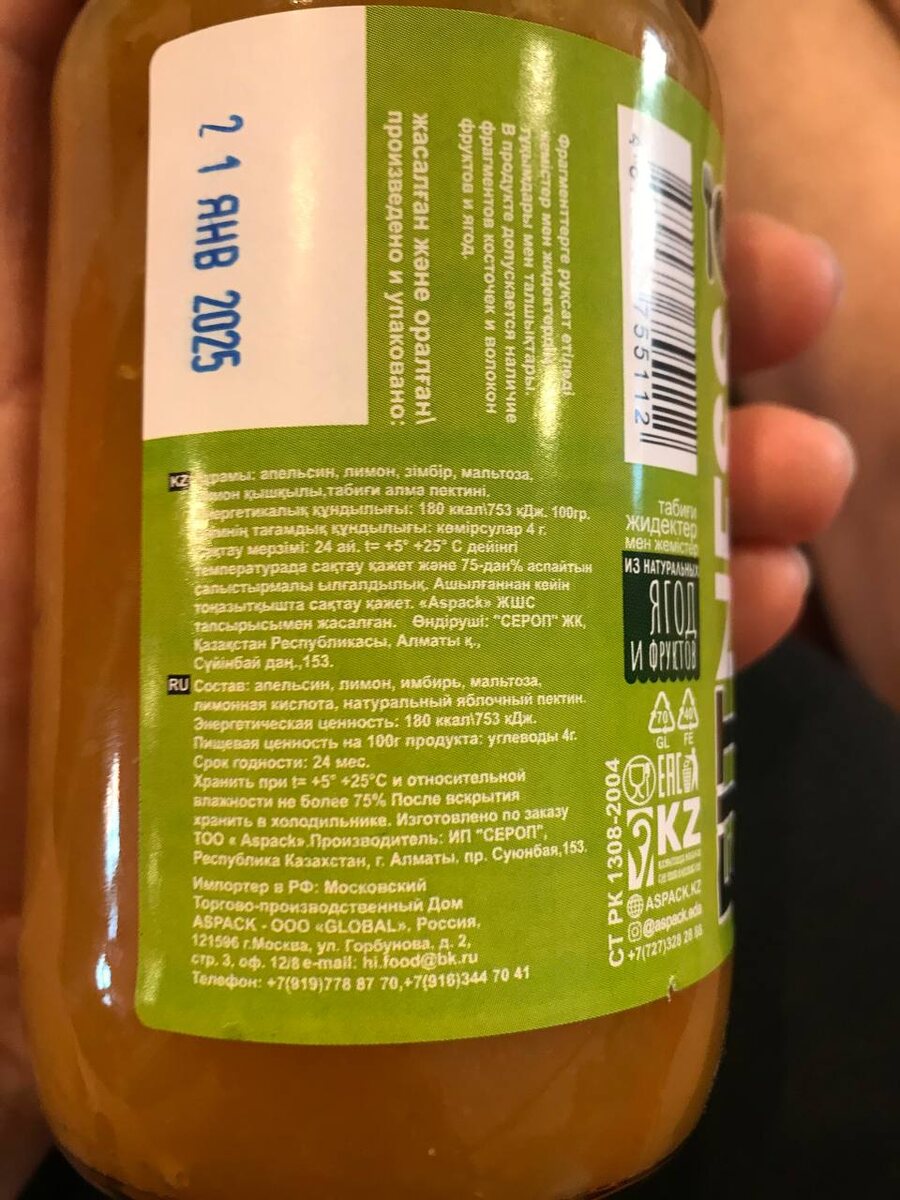 21 ЯНВ 2025
жасалған және оралған\
произведено и упаковано:
фрагменттерге рұқсат етіледі
жемістер мен жидектердің
талшықтары.
В продукте допускается наличие
фрагментов косточек и волокон
фруктов и ягод.
755112
KZ апельсин, лимон, зімбір, мальтоза,
қышқылы,табиғи алма пектині.
Энергетикалық құндылығы: 180 ккал\753 кДж. 100гр.
тағамдық құндылығы: көмірсулар 4 г.
Сақтау мерзімі: 24 ай. t= +5° +25° С дейінгі
температурада сақтау қажет және 75-дан% аспайтын
салыстырмалы ылғалдылық. Ашылғаннан кейін
тоңазытқышта сақтау қажет. «Aspack» ЖШС
тапсырысымен жасалған. Өндіруші: "СЕРОП" ЖК,
Қазақстан Республикасы, Алматы қ.,
Сүйінбай даң.,153.
RU Состав: апельсин, лимон, имбирь, мальтоза,
лимонная кислота, натуральный яблочный пектин.
Энергетическая ценность: 180 ккал\753 кДж.
Пищевая ценность на 100г продукта: углеводы 4г.
Срок годности: 24 мес.
Хранить при t= +5° +25°С и относительной
влажности не более 75% После вскрытия
хранить в холодильнике. Изготовлено по заказу
ТОО « Aspack».Производитель: ИП "СЕРОП",
Республика Казахстан, г. Алматы, пр. Суюнбая,153.
Импортер в РФ: Московский
Торгово-производственный Дом
ASPACK - ООО «GLOBAL». Россия,
121596 г.Москва, ул. Горбунова, д. 2,
стр. 3, оф. 12/8 e-mail: hi.food@bk.ru
Телефон: +7(919)778 87 70,+7(916)344 70 41
табиғи
жидектер
мен жемістер
ИЗ НАТУРАЛЬНЫХ
ЯГОД
И ФРУКТОВ
70 40
GL FE
EAC
KZ
СТ РК 1308-2004
ASPACK.KZ
@aspack.ade
+7(727)328 28 88